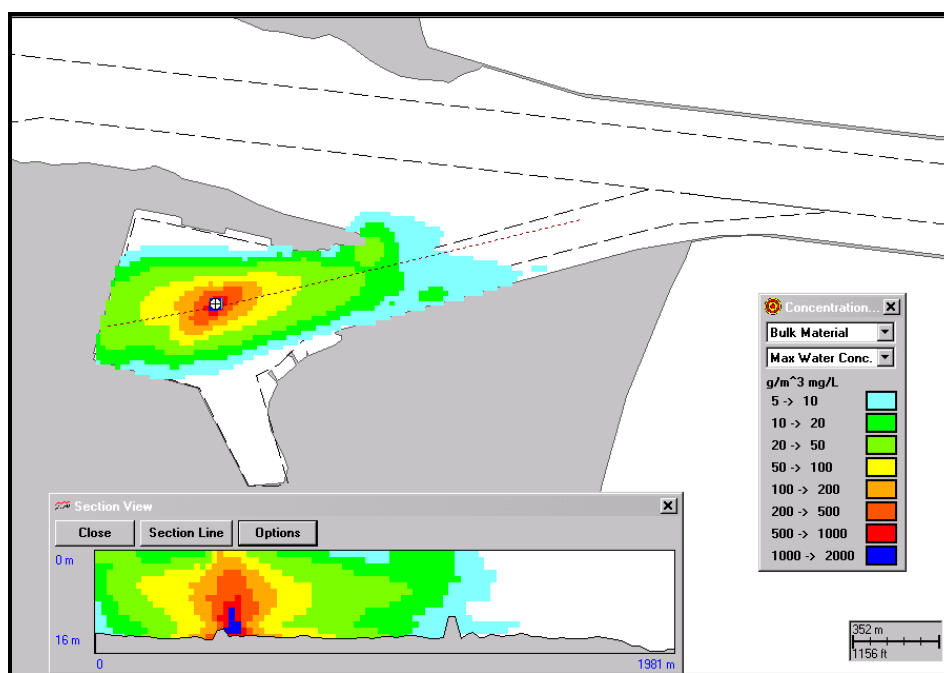 Concentration...
Bulk Material
Max Water Conc.
g/m^3 mg/L
5 -> 10
10 -> 20
20 -> 50
50 -> 100
100 -> 200
200 -> 500
500 -> 1000
1000 -> 2000
Section View
Close Section Line Options
0 m
16 m
0 1981 m
352 m
1156 ft